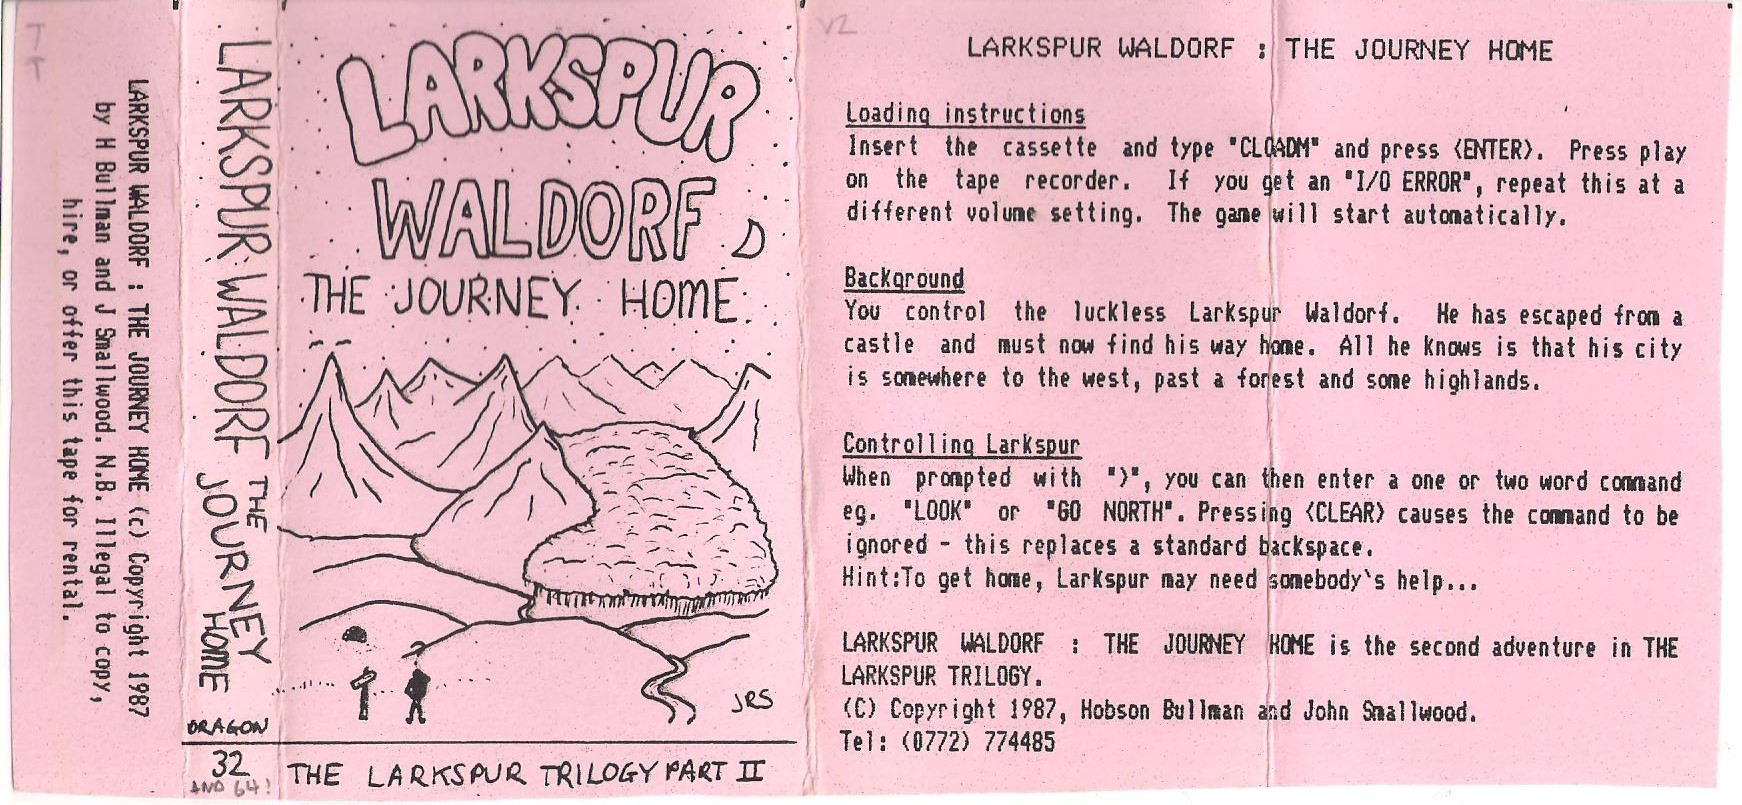 T
T
LARKSPUR WALDORF : THE JOURNEY HOME (c) Copyright 1987
by H Bullman and J Smallwood. N.B. Illegal to copy,
hire, or offer this tape for rental.
LARKSPUR WALDORF THE
JOURNEY
HOME
DRAGON
32
AND 64!
LARKSPUR
WALDORF
THE JOURNEY HOME
JRS
THE LARKSPUR TRILOGY PART II
V2
LARKSPUR WALDORF : THE JOURNEY HOME
Loading instructions
Insert the cassette and type "CLOADM" and press <ENTER>. Press play
on the tape recorder. If you get an "I/O ERROR", repeat this at a
different volume setting. The game will start automatically.
Background
You control the luckless Larkspur Waldorf. He has escaped from a
castle and must now find his way home. All he knows is that his city
is somewhere to the west, past a forest and some highlands.
Controlling Larkspur
When prompted with ">", you can then enter a one or two word command
eg. "LOOK" or "GO NORTH". Pressing <CLEAR> causes the command to be
ignored - this replaces a standard backspace.
Hint:To get home, Larkspur may need somebody's help...
LARKSPUR WALDORF : THE JOURNEY HOME is the second adventure in THE
LARKSPUR TRILOGY.
(C) Copyright 1987, Hobson Bullman and John Smallwood.
Tel: (0772) 774485